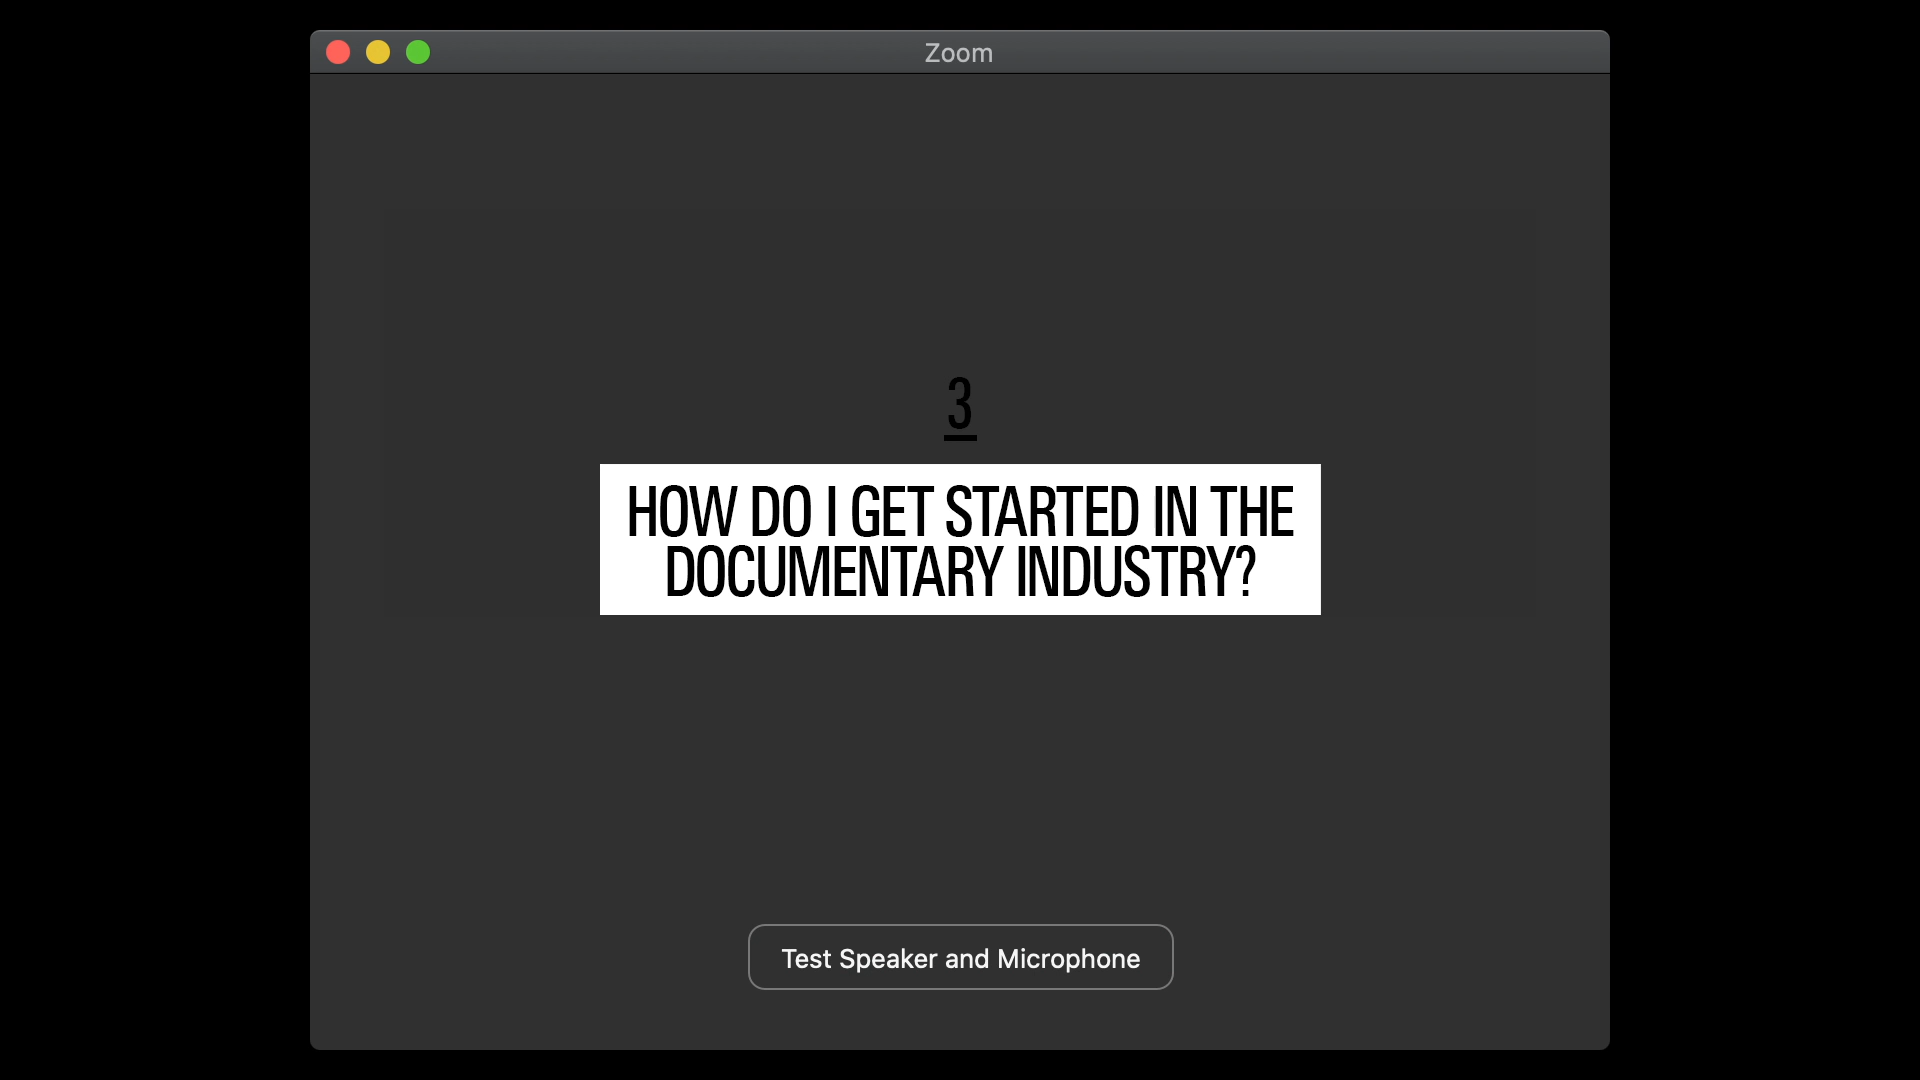 Zoom
3
HOW DO I GET STARTED IN THE
DOCUMENTARY INDUSTRY?
Test Speaker and Microphone